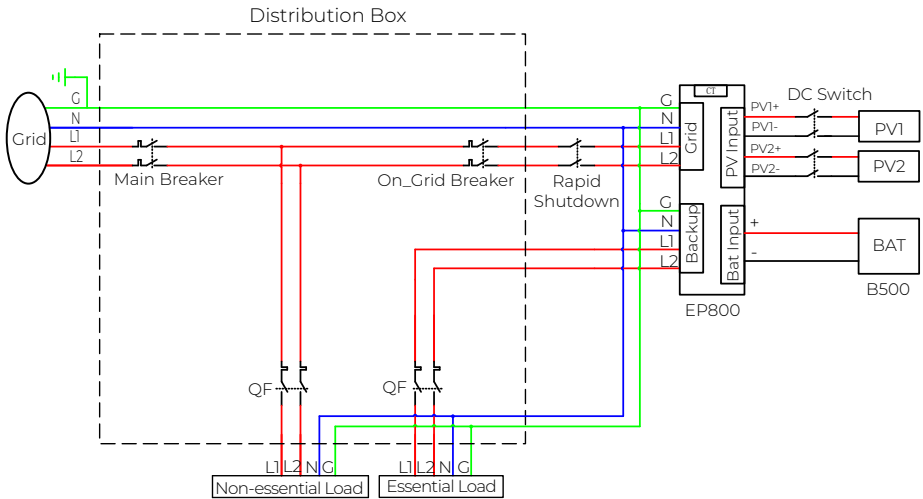 Distribution Box
G
N
L1
L2
Grid
Main Breaker
On_Grid Breaker
Rapid
Shutdown
G
N
L1
L2
Grid
CT
PV Input
PV1+
PV1-
PV2+
PV2-
DC Switch
PV1
PV2
G
N
L1
L2
Backup
Bat Input
+
-
BAT
B500
EP800
QF
QF
L1 L2 N G
L1 L2 N G
Non-essential Load
Essential Load